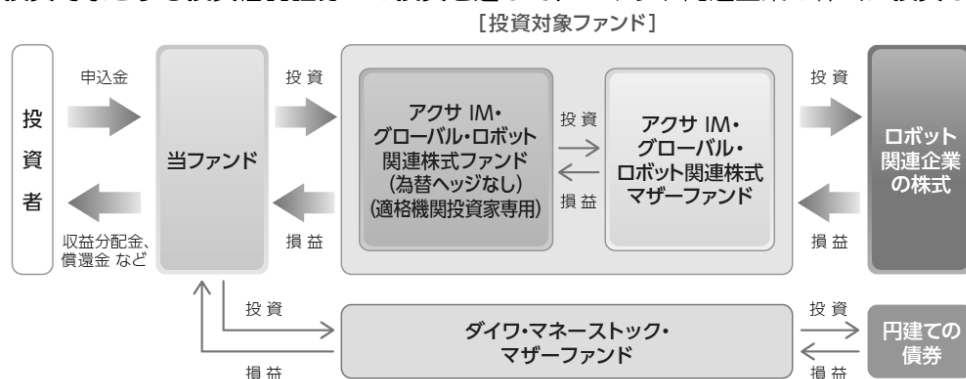 [投資対象ファンド]
投資者
申込金
収益分配金、
償還金 など
当ファンド
投 資
損 益
アクサ IM・
グローバル・ロボット
関連株式ファンド
(為替ヘッジなし)
(適格機関投資家専用)
投 資
損 益
アクサ IM・
グローバル・
ロボット関連株式
マザーファンド
投 資
損 益
ロボット
関連企業
の株式
投 資
損 益
ダイワ・マネーストック・
マザーファンド
投 資
損 益
円建ての
債券